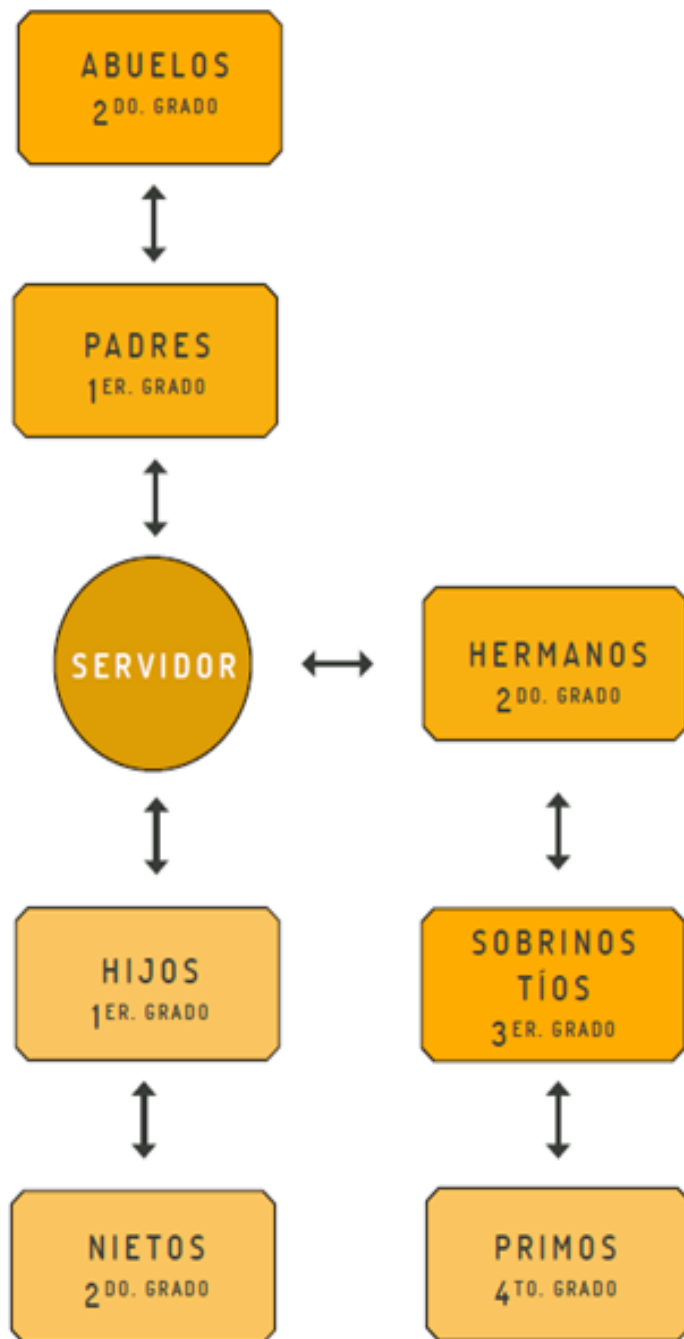 ABUELOS
2DO. GRADO
PADRES
1ER. GRADO
SERVIDOR
HERMANOS
2DO. GRADO
HIJOS
1ER. GRADO
SOBRINOS
TÍOS
3ER. GRADO
NIETOS
2DO. GRADO
PRIMOS
4TO. GRADO